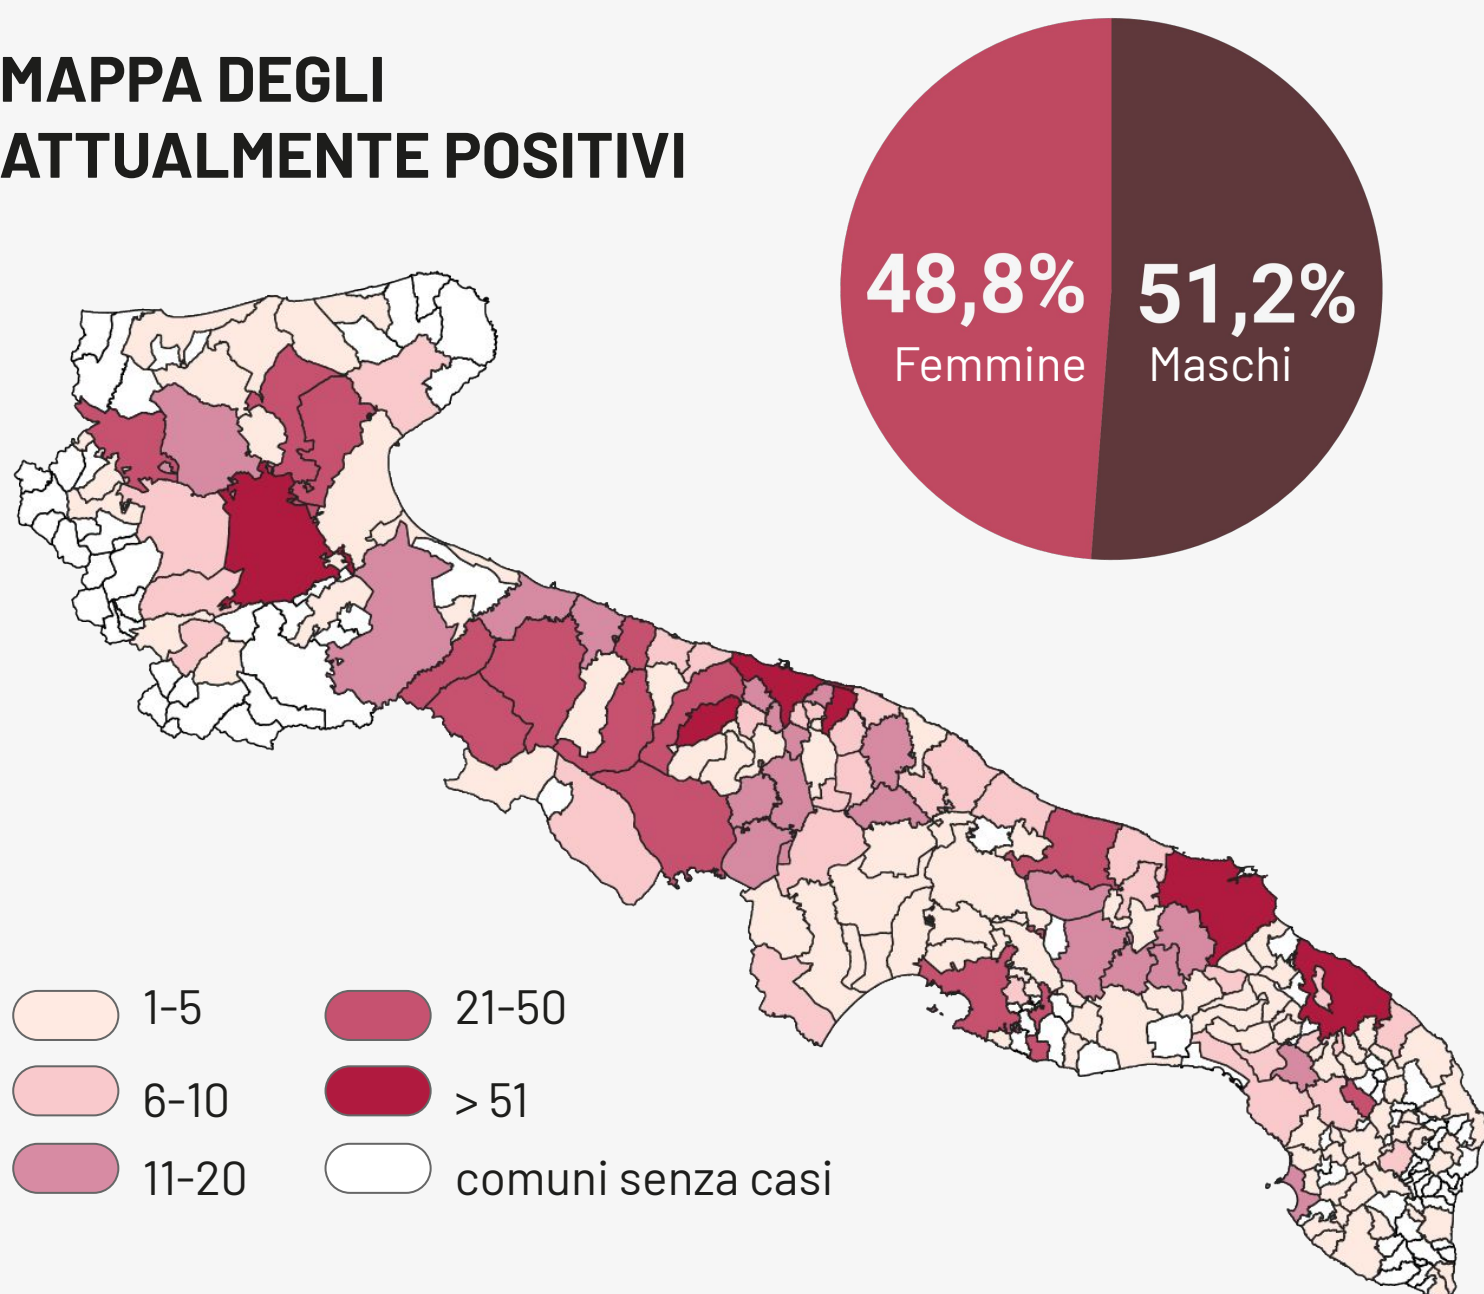 MAPPA DEGLI
ATTUALMENTE POSITIVI
48,8%
Femmine
51,2%
Maschi
1-5
6-10
11-20
21-50
> 51
comuni senza casi